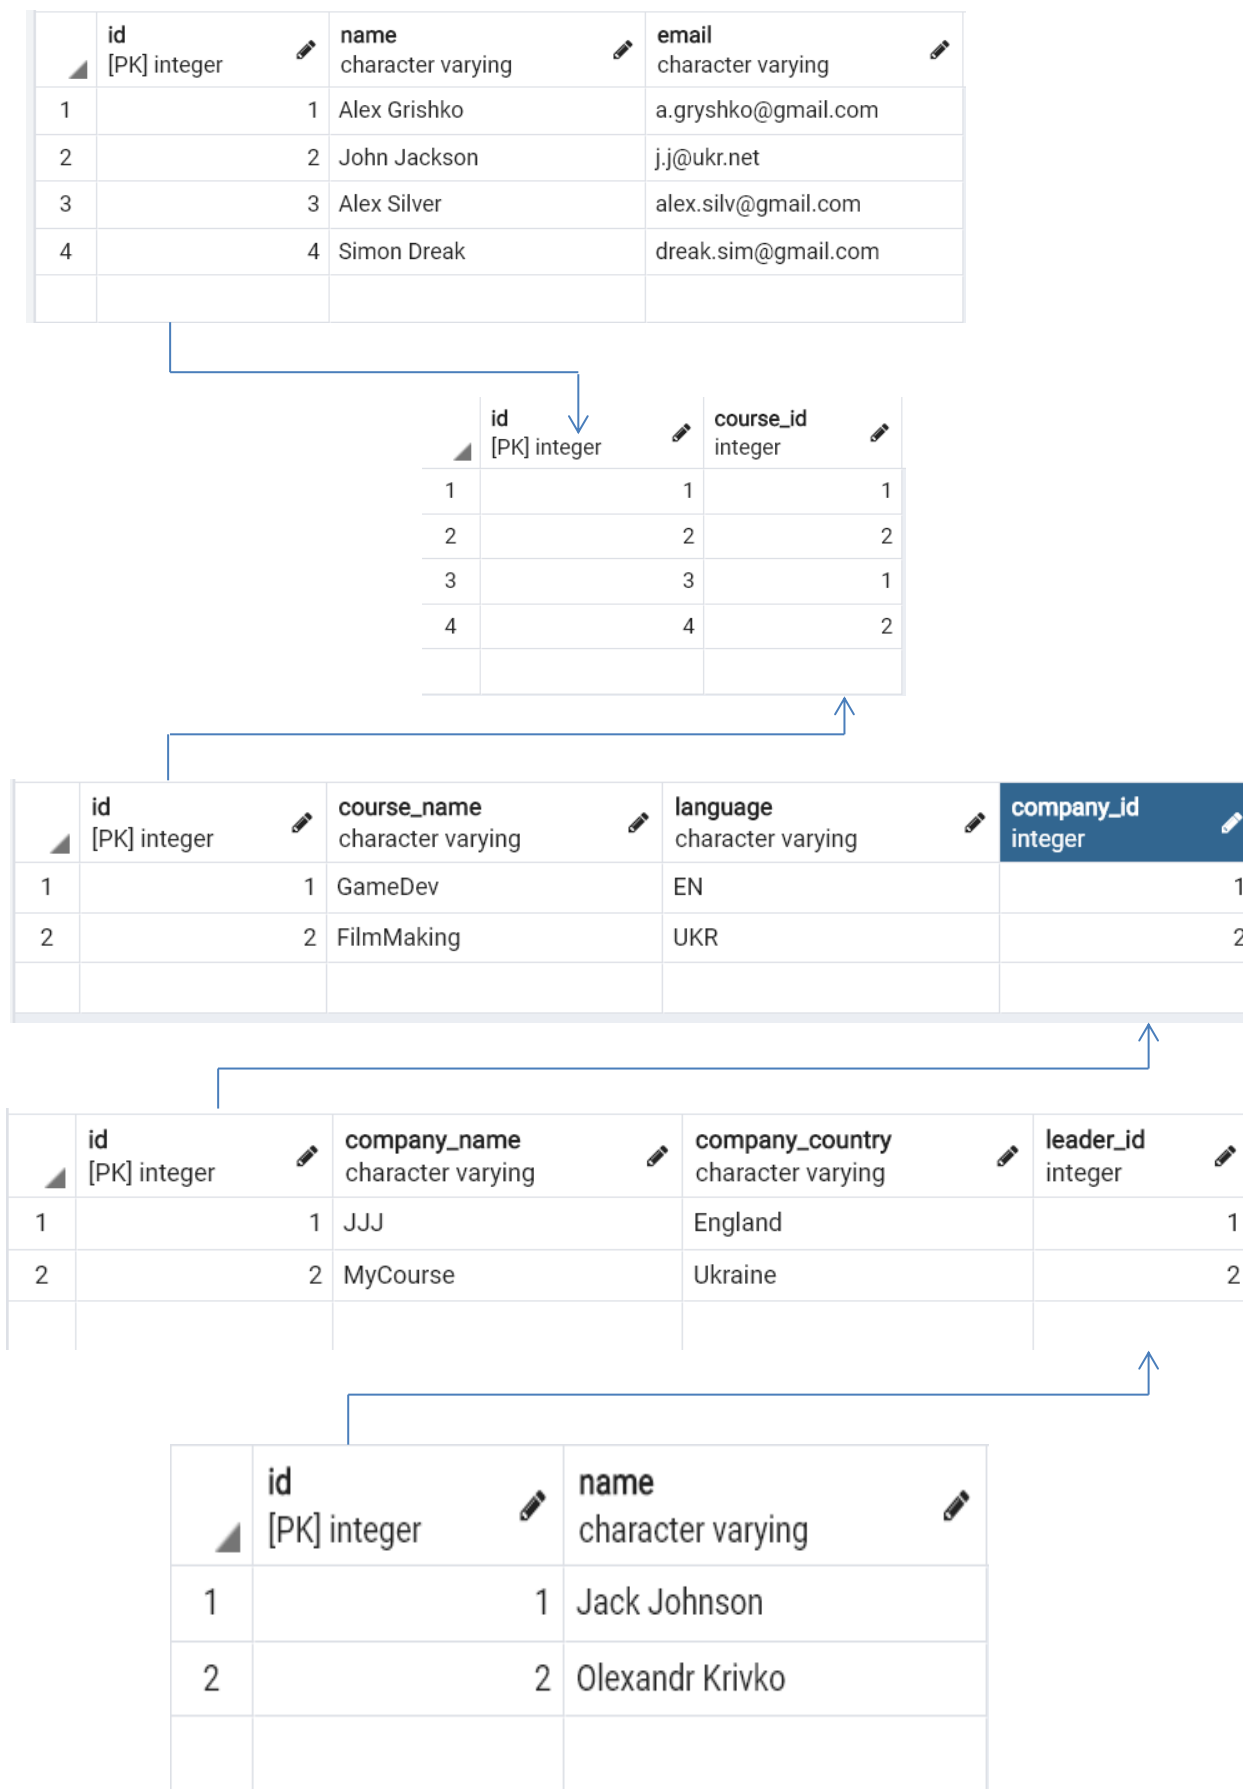 id name email
[PK] integer character varying character varying
1 1 Alex Grishko a.gryshko@gmail.com
2 2 John Jackson j.j@ukr.net
3 3 Alex Silver alex.silv@gmail.com
4 4 Simon Dreak dreak.sim@gmail.com
id course_id
[PK] integer integer
1 1 1
2 2 2
3 3 1
4 4 2
id course_name language company_id
[PK] integer character varying character varying integer
1 1 GameDev EN 1
2 2 FilmMaking UKR 2
id company_name company_country leader_id
[PK] integer character varying character varying integer
1 1 JJJ England 1
2 2 MyCourse Ukraine 2
id name
[PK] integer character varying
1 1 Jack Johnson
2 2 Olexandr Krivko